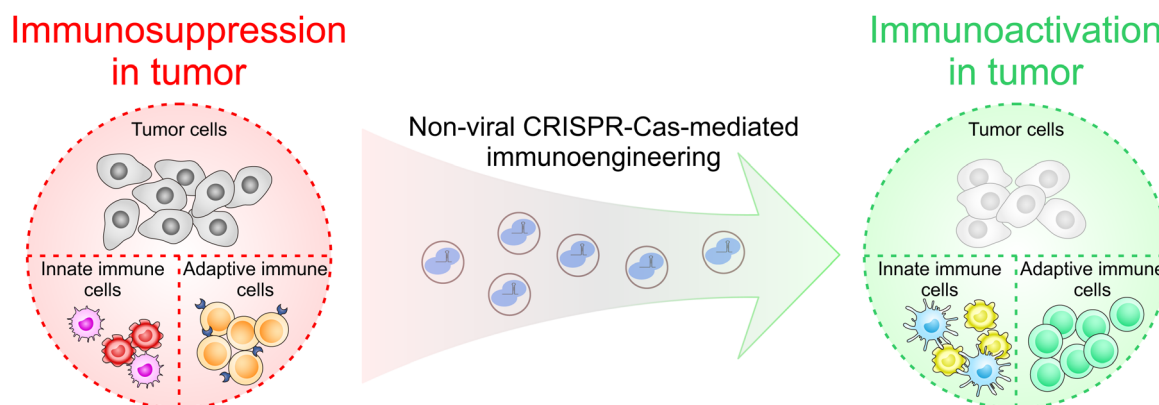 Immunosuppression
in tumor
Tumor cells
Innate immune
cells
Adaptive immune
cells
Non-viral CRISPR-Cas-mediated
immunoengineering
Immunoactivation
in tumor
Tumor cells
Innate immune
cells
Adaptive immune
cells